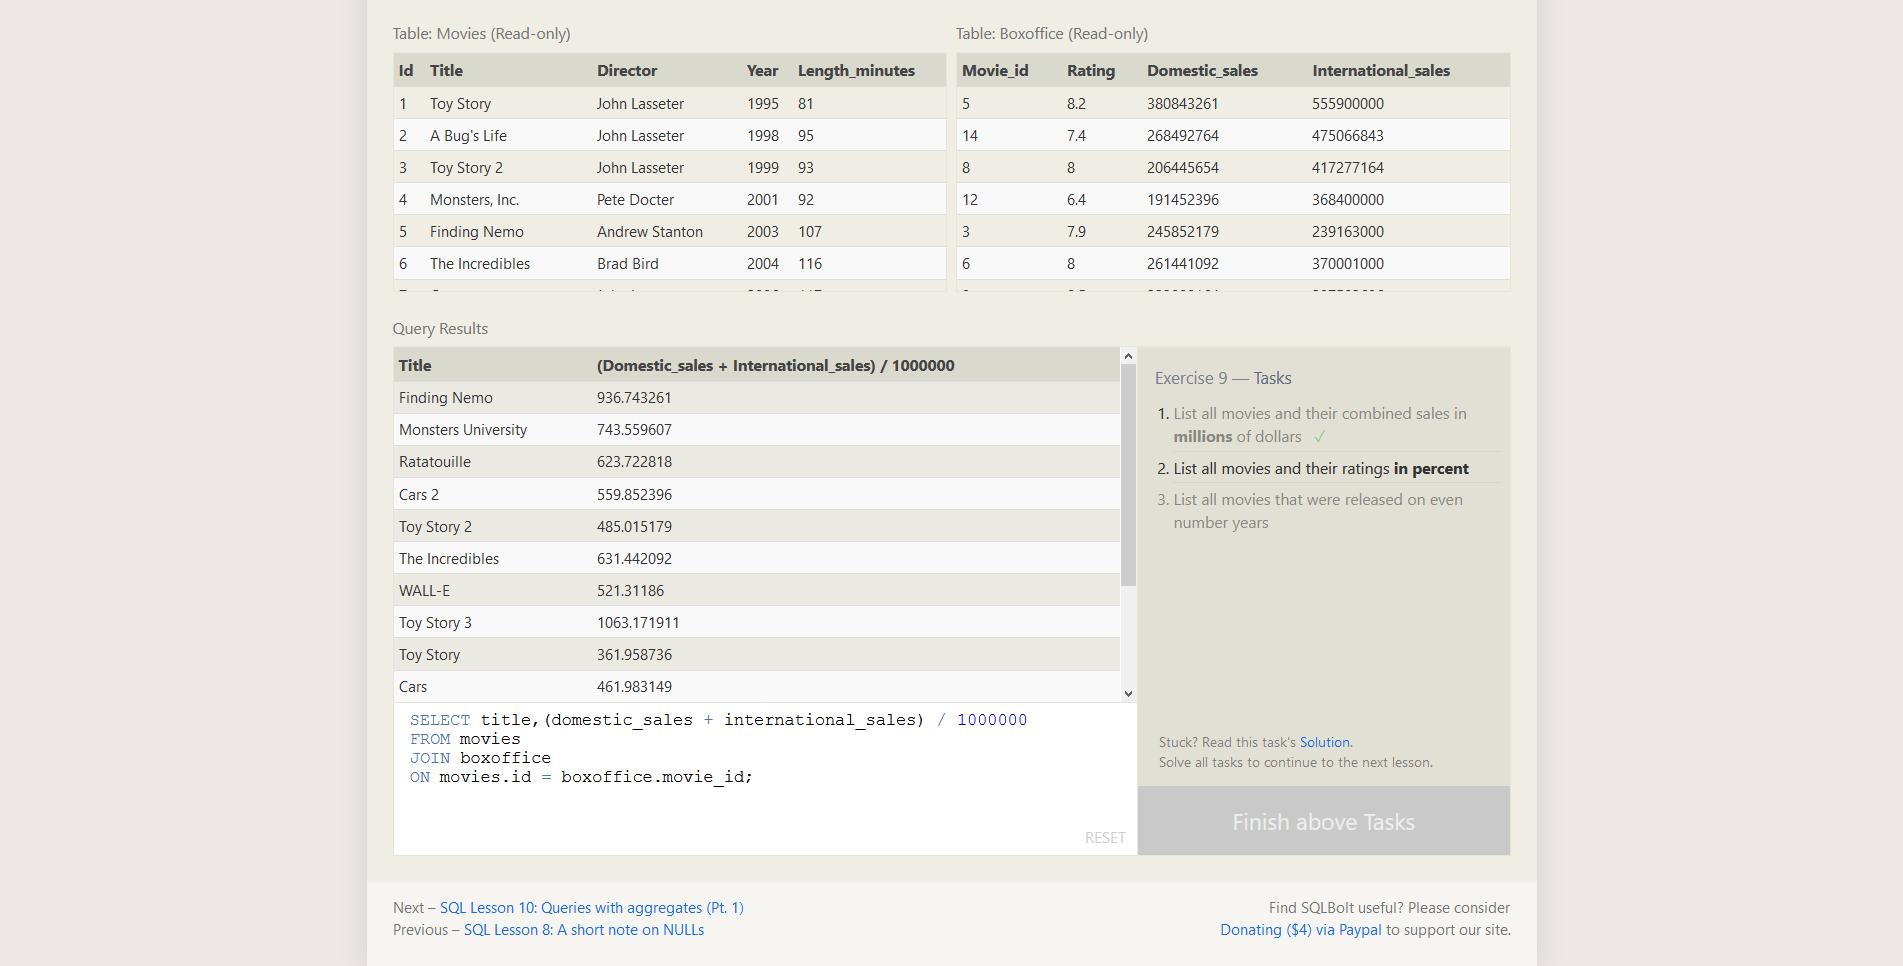 Table: Movies (Read-only)
Id Title Director Year Length_minutes
1 Toy Story John Lasseter 1995 81
2 A Bug's Life John Lasseter 1998 95
3 Toy Story 2 John Lasseter 1999 93
4 Monsters, Inc. Pete Docter 2001 92
5 Finding Nemo Andrew Stanton 2003 107
6 The Incredibles Brad Bird 2004 116
Table: Boxoffice (Read-only)
Movie_id Rating Domestic_sales International_sales
5 8.2 380843261 555900000
14 7.4 268492764 475066843
8 8 206445654 417277164
12 6.4 191452396 368400000
3 7.9 245852179 239163000
6 8 261441092 370001000
Query Results
Title (Domestic_sales + International_sales) / 1000000
Finding Nemo 936.743261
Monsters University 743.559607
Ratatouille 623.722818
Cars 2 559.852396
Toy Story 2 485.015179
The Incredibles 631.442092
WALL-E 521.31186
Toy Story 3 1063.171911
Toy Story 361.958736
Cars 461.983149
SELECT title,(domestic_sales + international_sales) / 1000000
FROM movies
JOIN boxoffice
ON movies.id = boxoffice.movie_id;
RESET
Exercise 9 — Tasks
1. List all movies and their combined sales in
millions of dollars ✓
2. List all movies and their ratings in percent
3. List all movies that were released on even
number years
Stuck? Read this task's Solution.
Solve all tasks to continue to the next lesson.
Finish above Tasks
Next – SQL Lesson 10: Queries with aggregates (Pt. 1)
Previous – SQL Lesson 8: A short note on NULLs
Find SQLBolt useful? Please consider
Donating ($4) via Paypal to support our site.